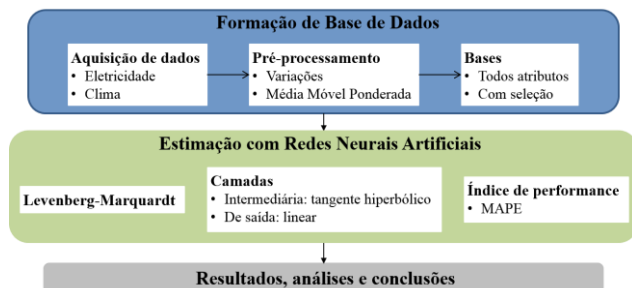 Formação de Base de Dados
Aquisição de dados
• Eletricidade
• Clima
Pré-processamento
• Variações
• Média Móvel Ponderada
Bases
• Todos atributos
• Com seleção
Estimação com Redes Neurais Artificiais
Levenberg-Marquardt
Camadas
• Intermediária: tangente hiperbólico
• De saída: linear
Índice de performance
• MAPE
Resultados, análises e conclusões